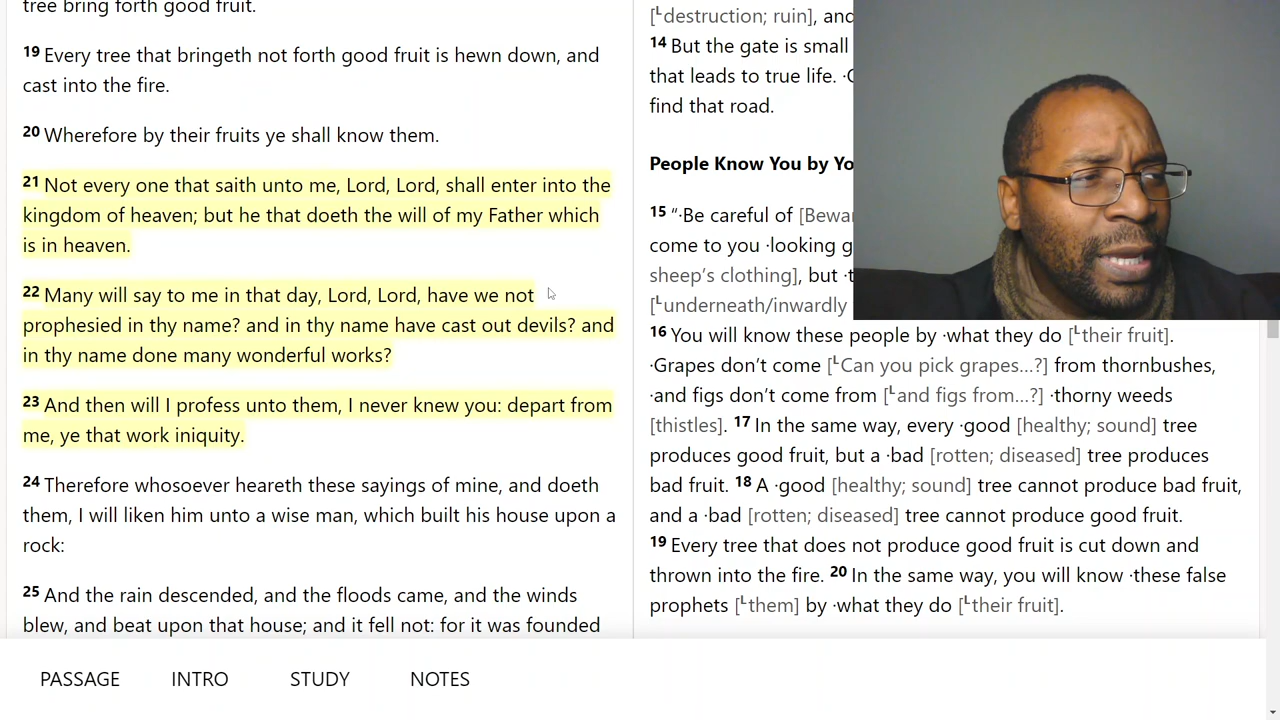 tree bring forth good fruit.
19 Every tree that bringeth not forth good fruit is hewn down, and
cast into the fire.
20 Wherefore by their fruits ye shall know them.
21 Not every one that saith unto me, Lord, Lord, shall enter into the
kingdom of heaven; but he that doeth the will of my Father which
is in heaven.
22 Many will say to me in that day, Lord, Lord, have we not
prophesied in thy name? and in thy name have cast out devils? and
in thy name done many wonderful works?
23 And then will I profess unto them, I never knew you: depart from
me, ye that work iniquity.
24 Therefore whosoever heareth these sayings of mine, and doeth
them, I will liken him unto a wise man, which built his house upon a
rock:
25 And the rain descended, and the floods came, and the winds
blew, and beat upon that house; and it fell not: for it was founded
[Ldestruction; ruin], and
14 But the gate is small
that leads to true life. ·
find that road.
People Know You by
15 “·Be careful of
come to you ·looking
sheep’s clothing], but
[Lunderneath/inwardly
16 You will know these people by ·what they do [Ltheir fruit].
·Grapes don’t come [LCan you pick grapes…?] from thornbushes,
·and figs don’t come from [Land figs from…?] ·thorny weeds
[thistles]. 17 In the same way, every ·good [healthy; sound] tree
produces good fruit, but a ·bad [rotten; diseased] tree produces
bad fruit. 18 A ·good [healthy; sound] tree cannot produce bad fruit,
and a ·bad [rotten; diseased] tree cannot produce good fruit.
19 Every tree that does not produce good fruit is cut down and
thrown into the fire. 20 In the same way, you will know ·these false
prophets [Lthem] by ·what they do [Ltheir fruit].
PASSAGE INTRO STUDY NOTES